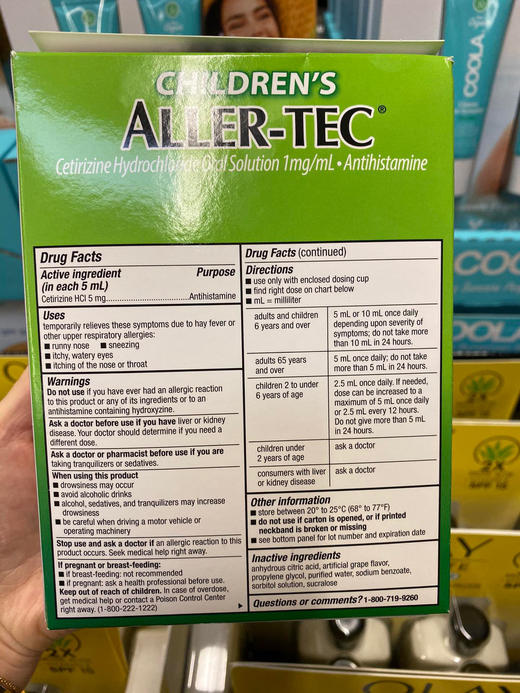 CHILDREN'S
ALLER-TEC®
Cetirizine Hydrochloride Oral Solution 1mg/mL • Antihistamine
Drug Facts
Active ingredient Purpose
(in each 5 mL)
Cetirizine HCl 5 mg..........................Antihistamine
Uses
temporarily relieves these symptoms due to hay fever or
other upper respiratory allergies:
■ runny nose ■ sneezing
■ itchy, watery eyes
■ itching of the nose or throat
Warnings
Do not use if you have ever had an allergic reaction
to this product or any of its ingredients or to an
antihistamine containing hydroxyzine.
Ask a doctor before use if you have liver or kidney
disease. Your doctor should determine if you need a
different dose.
Ask a doctor or pharmacist before use if you are
taking tranquilizers or sedatives.
When using this product
■ drowsiness may occur
■ avoid alcoholic drinks
■ alcohol, sedatives, and tranquilizers may increase
drowsiness
■ be careful when driving a motor vehicle or
operating machinery
Stop use and ask a doctor if an allergic reaction to this
product occurs. Seek medical help right away.
If pregnant or breast-feeding:
■ if breast-feeding: not recommended
■ if pregnant: ask a health professional before use.
Keep out of reach of children. In case of overdose,
get medical help or contact a Poison Control Center
right away. (1-800-222-1222)
Drug Facts (continued)
Directions
■ use only with enclosed dosing cup
■ find right dose on chart below
■ mL = milliliter
adults and children
6 years and over
5 mL or 10 mL once daily
depending upon severity of
symptoms; do not take more
than 10 mL in 24 hours.
adults 65 years
and over
5 mL once daily; do not take
more than 5 mL in 24 hours.
children 2 to under
6 years of age
2.5 mL once daily. If needed,
dose can be increased to a
maximum of 5 mL once daily
or 2.5 mL every 12 hours.
Do not give more than 5 mL
in 24 hours.
children under
2 years of age
ask a doctor
consumers with liver
or kidney disease
ask a doctor
Other information
■ store between 20° to 25°C (68° to 77°F)
■ do not use if carton is opened, or if printed
neckband is broken or missing
■ see bottom panel for lot number and expiration date
Inactive ingredients
anhydrous citric acid, artificial grape flavor,
propylene glycol, purified water, sodium benzoate,
sorbitol solution, sucralose
Questions or comments? 1-800-719-9260
COOLA
COO
COOLA
2X
SPF 15
OLAY
2X
SPF 15